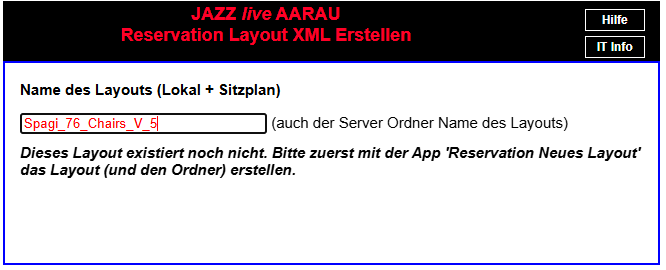 JAZZ live AARAU
Reservation Layout XML Erstellen
Hilfe
IT Info
Name des Layouts (Lokal + Sitzplan)
Spagi_76_Chairs_V_5 (auch der Server Ordner Name des Layouts)
Dieses Layout existiert noch nicht. Bitte zuerst mit der App 'Reservation Neues Layout'
das Layout (und den Ordner) erstellen.